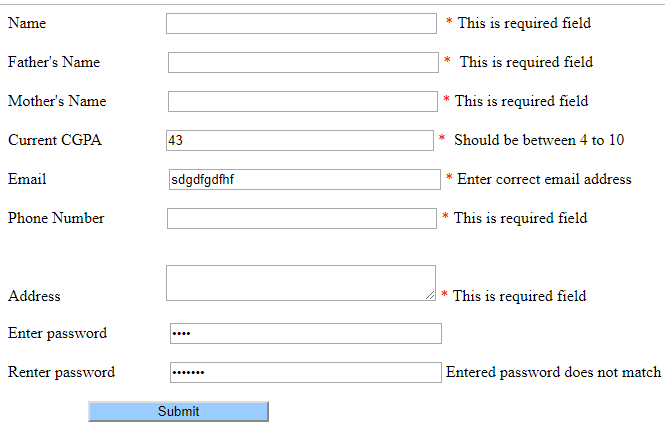 Name * This is required field
Father's Name * This is required field
Mother's Name * This is required field
Current CGPA 43 * Should be between 4 to 10
Email sdgdfgdfhf * Enter correct email address
Phone Number * This is required field
Address * This is required field
Enter password ••••
Renter password ••••••• Entered password does not match
Submit